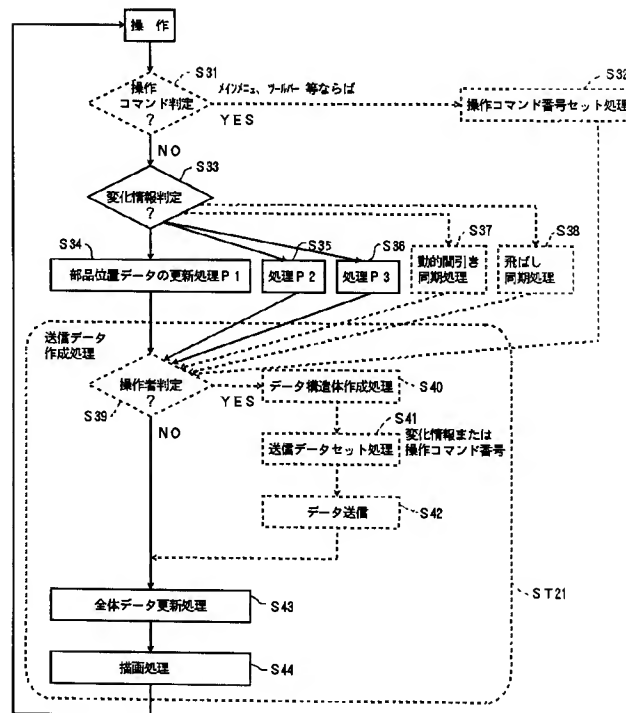 操 作
S31
操作
コマンド判定
?
メインメニュ、ツールバー 等ならば
YES
S32
操作コマンド番号セット処理
NO
S33
変化情報判定
?
S34
部品位置データの更新処理P1
S35
処理P2
S36
処理P3
S37
動的間引き
同期処理
S38
飛ばし
同期処理
送信データ
作成処理
操作者判定
?
S39
YES
データ構造体作成処理
S40
NO
S41
送信データセット処理
変化情報または
操作コマンド番号
データ送信
S42
全体データ更新処理
S43
ST21
描画処理
S44